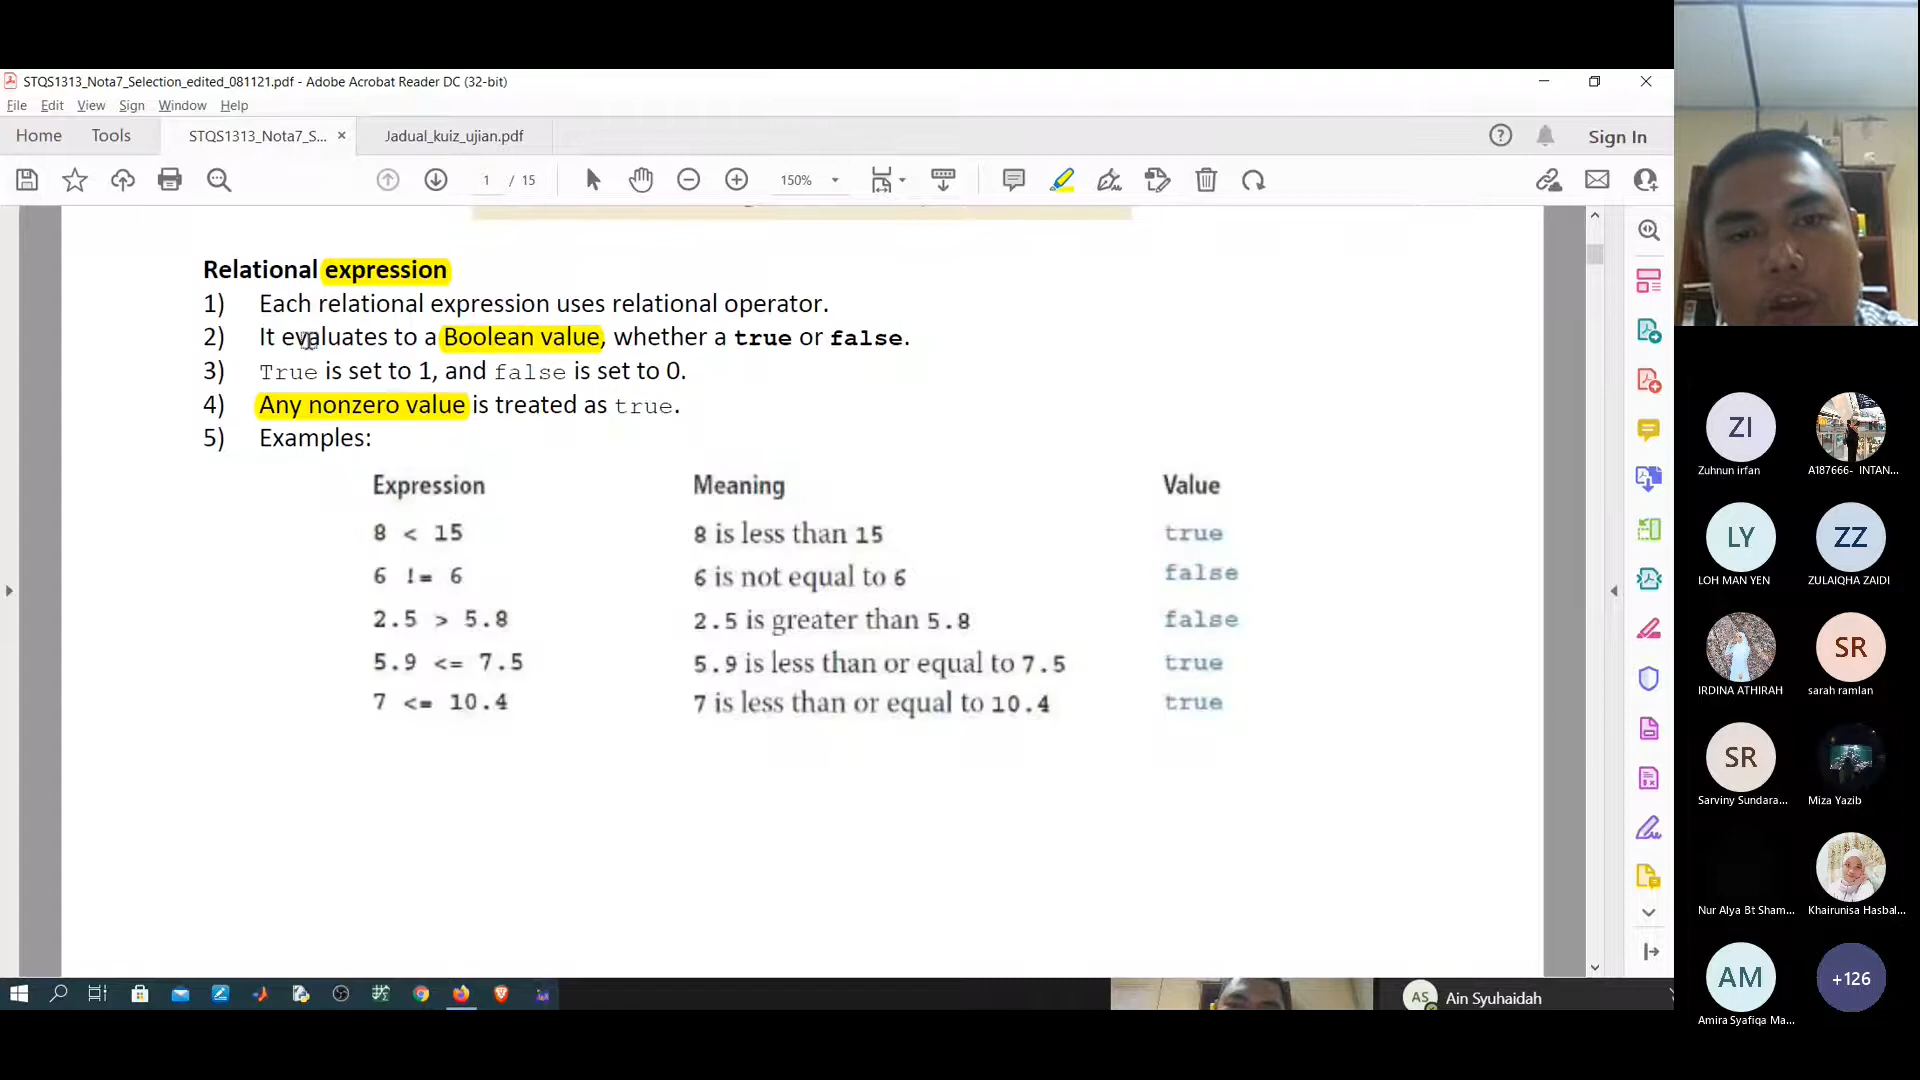 STQS1313_Nota7_Selection_edited_081121.pdf - Adobe Acrobat Reader DC (32-bit)
File Edit View Sign Window Help
Home Tools STQS1313_Nota7_S... × Jadual_kuiz_ujian.pdf Sign In
1 / 15 150%
Relational expression
1) Each relational expression uses relational operator.
2) It evaluates to a Boolean value, whether a true or false.
3) True is set to 1, and false is set to 0.
4) Any nonzero value is treated as true.
5) Examples:
Expression Meaning Value
8 < 15 8 is less than 15 true
6 != 6 6 is not equal to 6 false
2.5 > 5.8 2.5 is greater than 5.8 false
5.9 <= 7.5 5.9 is less than or equal to 7.5 true
7 <= 10.4 7 is less than or equal to 10.4 true
AS Ain Syuhaidah
ZI
Zuhnun irfan
A187666- INTAN...
LY
LOH MAN YEN
ZZ
ZULAIQHA ZAIDI
IRDINA ATHIRAH
SR
sarah ramlan
SR
Sarviny Sundara...
Miza Yazib
Nur Alya Bt Sham...
Khairunisa Hasbal...
AM
Amira Syafiqa Ma...
+126